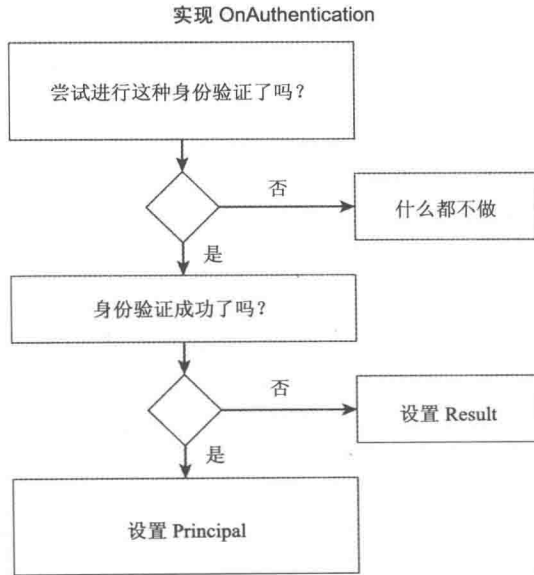 实现 OnAuthentication
尝试进行这种身份验证了吗？
否
什么都不做
是
身份验证成功了吗？
否
设置 Result
是
设置 Principal